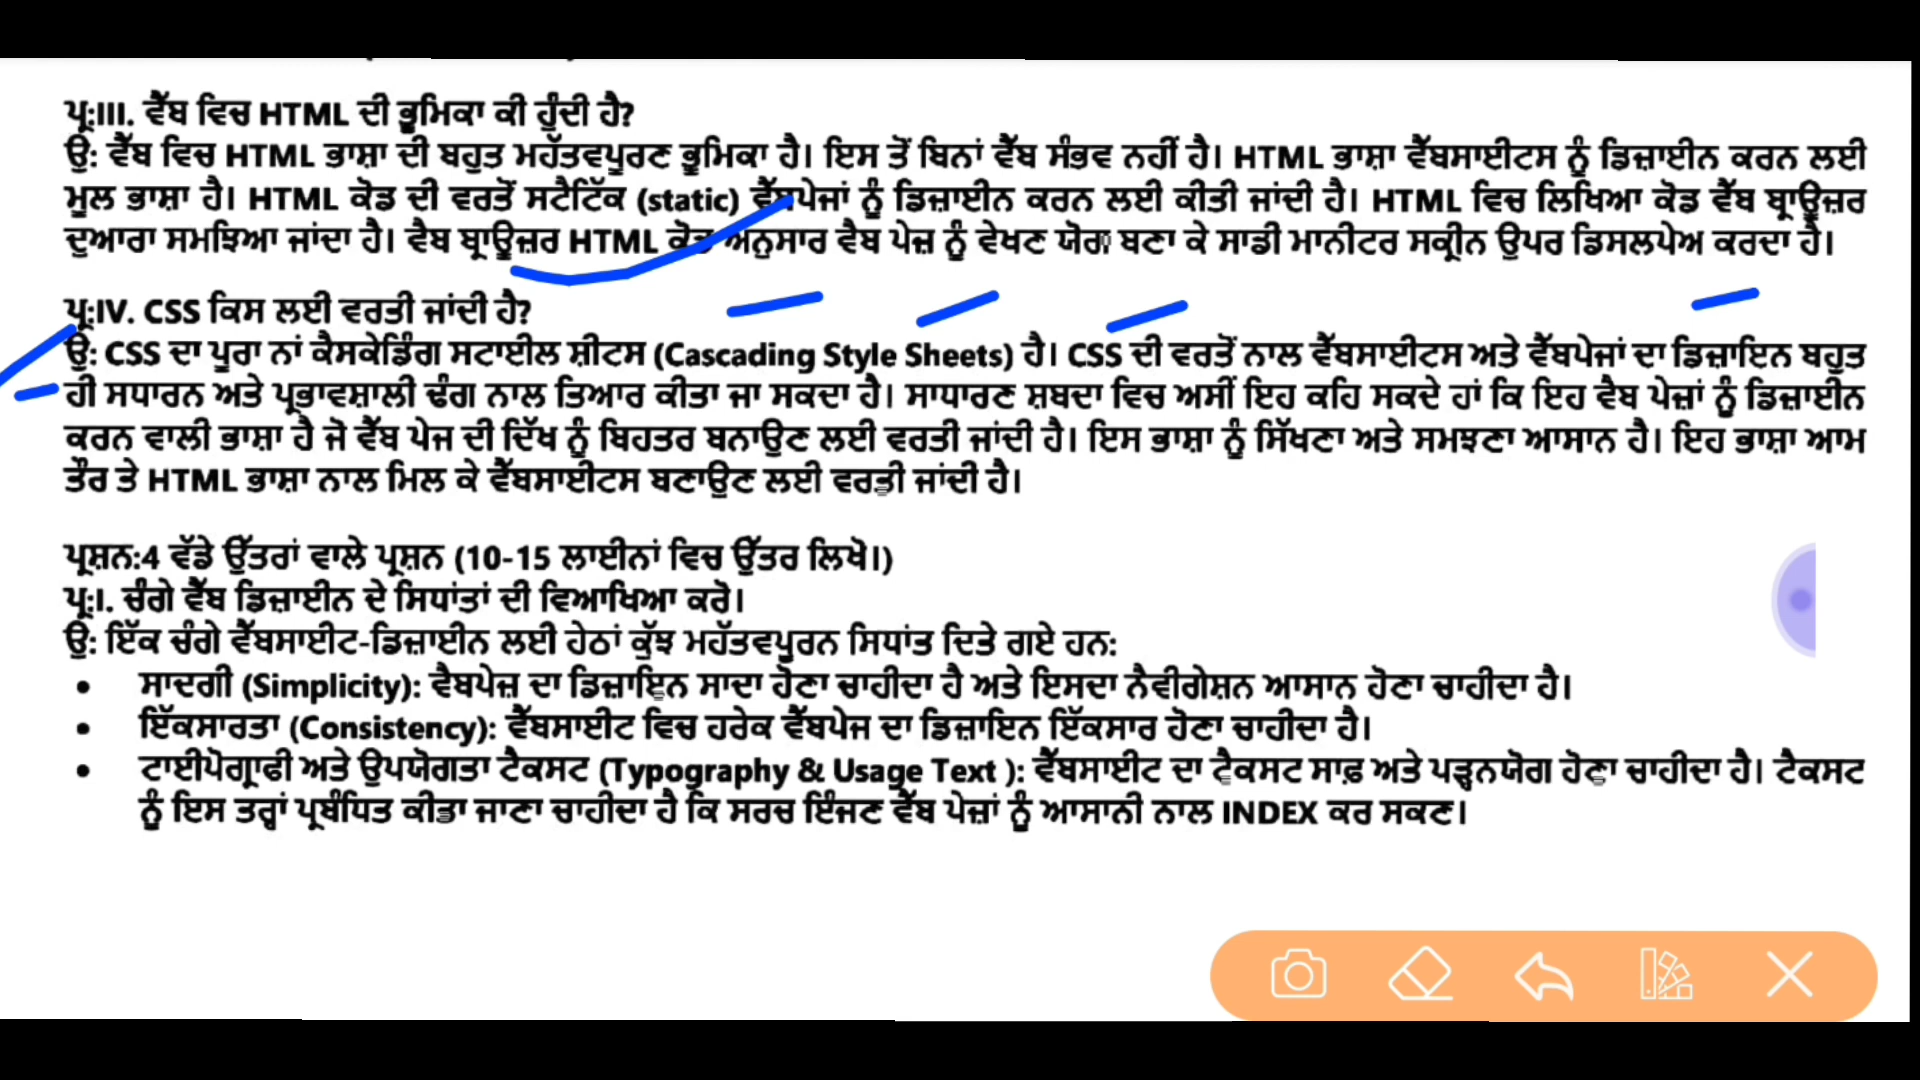 ਪ੍ਰ:III. ਵੈੱਬ ਵਿਚ HTML ਦੀ ਭੂਮਿਕਾ ਕੀ ਹੁੰਦੀ ਹੈ?
ਉ: ਵੈੱਬ ਵਿਚ HTML ਭਾਸ਼ਾ ਦੀ ਬਹੁਤ ਮਹੱਤਵਪੂਰਣ ਭੂਮਿਕਾ ਹੈ। ਇਸ ਤੋਂ ਬਿਨਾਂ ਵੈੱਬ ਸੰਭਵ ਨਹੀਂ ਹੈ। HTML ਭਾਸ਼ਾ ਵੈੱਬਸਾਈਟਸ ਨੂੰ ਡਿਜ਼ਾਈਨ ਕਰਨ ਲਈ
ਮੂਲ ਭਾਸ਼ਾ ਹੈ। HTML ਕੋਡ ਦੀ ਵਰਤੋਂ ਸਟੈਟਿੱਕ (static) ਵੈੱਬਪੇਜਾਂ ਨੂੰ ਡਿਜ਼ਾਈਨ ਕਰਨ ਲਈ ਕੀਤੀ ਜਾਂਦੀ ਹੈ। HTML ਵਿਚ ਲਿਖਿਆ ਕੋਡ ਵੈੱਬ ਬ੍ਰਾਊਜ਼ਰ
ਦੁਆਰਾ ਸਮਝਿਆ ਜਾਂਦਾ ਹੈ। ਵੈਬ ਬ੍ਰਾਊਜ਼ਰ HTML ਕੋਡ ਅਨੁਸਾਰ ਵੈਬ ਪੇਜ਼ ਨੂੰ ਵੇਖਣ ਯੋਗ ਬਣਾ ਕੇ ਸਾਡੀ ਮਾਨੀਟਰ ਸਕ੍ਰੀਨ ਉਪਰ ਡਿਸਲਪੇਅ ਕਰਦਾ ਹੈ।
ਪ੍ਰ:IV. CSS ਕਿਸ ਲਈ ਵਰਤੀ ਜਾਂਦੀ ਹੈ?
ਉ: CSS ਦਾ ਪੂਰਾ ਨਾਂ ਕੈਸਕੇਡਿੰਗ ਸਟਾਈਲ ਸ਼ੀਟਸ (Cascading Style Sheets) ਹੈ। CSS ਦੀ ਵਰਤੋਂ ਨਾਲ ਵੈੱਬਸਾਈਟਸ ਅਤੇ ਵੈੱਬਪੇਜਾਂ ਦਾ ਡਿਜ਼ਾਇਨ ਬਹੁਤ
ਹੀ ਸਧਾਰਨ ਅਤੇ ਪ੍ਰਭਾਵਸ਼ਾਲੀ ਢੰਗ ਨਾਲ ਤਿਆਰ ਕੀਤਾ ਜਾ ਸਕਦਾ ਹੈ। ਸਾਧਾਰਣ ਸ਼ਬਦਾ ਵਿਚ ਅਸੀਂ ਇਹ ਕਹਿ ਸਕਦੇ ਹਾਂ ਕਿ ਇਹ ਵੈਬ ਪੇਜ਼ਾਂ ਨੂੰ ਡਿਜ਼ਾਈਨ
ਕਰਨ ਵਾਲੀ ਭਾਸ਼ਾ ਹੈ ਜੋ ਵੈੱਬ ਪੇਜ ਦੀ ਦਿੱਖ ਨੂੰ ਬਿਹਤਰ ਬਨਾਉਣ ਲਈ ਵਰਤੀ ਜਾਂਦੀ ਹੈ। ਇਸ ਭਾਸ਼ਾ ਨੂੰ ਸਿੱਖਣਾ ਅਤੇ ਸਮਝਣਾ ਆਸਾਨ ਹੈ। ਇਹ ਭਾਸ਼ਾ ਆਮ
ਤੌਰ ਤੇ HTML ਭਾਸ਼ਾ ਨਾਲ ਮਿਲ ਕੇ ਵੈੱਬਸਾਈਟਸ ਬਣਾਉਣ ਲਈ ਵਰਤੀ ਜਾਂਦੀ ਹੈ।
ਪ੍ਰਸ਼ਨ:4 ਵੱਡੇ ਉੱਤਰਾਂ ਵਾਲੇ ਪ੍ਰਸ਼ਨ (10-15 ਲਾਈਨਾਂ ਵਿਚ ਉੱਤਰ ਲਿਖੋ।)
ਪ੍ਰ:I. ਚੰਗੇ ਵੈੱਬ ਡਿਜ਼ਾਈਨ ਦੇ ਸਿਧਾਂਤਾਂ ਦੀ ਵਿਆਖਿਆ ਕਰੋ।
ਉ: ਇੱਕ ਚੰਗੇ ਵੈੱਬਸਾਈਟ-ਡਿਜ਼ਾਈਨ ਲਈ ਹੇਠਾਂ ਕੁੱਝ ਮਹੱਤਵਪੂਰਨ ਸਿਧਾਂਤ ਦਿਤੇ ਗਏ ਹਨ:
• ਸਾਦਗੀ (Simplicity): ਵੈਬਪੇਜ਼ ਦਾ ਡਿਜ਼ਾਇਨ ਸਾਦਾ ਹੋਣਾ ਚਾਹੀਦਾ ਹੈ ਅਤੇ ਇਸਦਾ ਨੈਵੀਗੇਸ਼ਨ ਆਸਾਨ ਹੋਣਾ ਚਾਹੀਦਾ ਹੈ।
• ਇੱਕਸਾਰਤਾ (Consistency): ਵੈੱਬਸਾਈਟ ਵਿਚ ਹਰੇਕ ਵੈੱਬਪੇਜ ਦਾ ਡਿਜ਼ਾਇਨ ਇੱਕਸਾਰ ਹੋਣਾ ਚਾਹੀਦਾ ਹੈ।
• ਟਾਈਪੋਗ੍ਰਾਫੀ ਅਤੇ ਉਪਯੋਗਤਾ ਟੈਕਸਟ (Typography & Usage Text ): ਵੈੱਬਸਾਈਟ ਦਾ ਟੈਕਸਟ ਸਾਫ਼ ਅਤੇ ਪੜ੍ਹਨਯੋਗ ਹੋਣਾ ਚਾਹੀਦਾ ਹੈ। ਟੈਕਸਟ
ਨੂੰ ਇਸ ਤਰ੍ਹਾਂ ਪ੍ਰਬੰਧਿਤ ਕੀਤਾ ਜਾਣਾ ਚਾਹੀਦਾ ਹੈ ਕਿ ਸਰਚ ਇੰਜਣ ਵੈੱਬ ਪੇਜ਼ਾਂ ਨੂੰ ਆਸਾਨੀ ਨਾਲ INDEX ਕਰ ਸਕਣ।